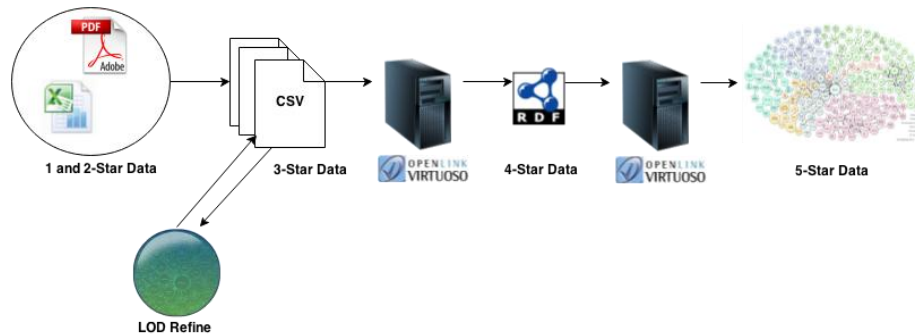 PDF
Adobe
CSV
RDF
OPENLINK
VIRTUOSO
OPENLINK
VIRTUOSO
1 and 2-Star Data
3-Star Data
4-Star Data
5-Star Data
LOD Refine